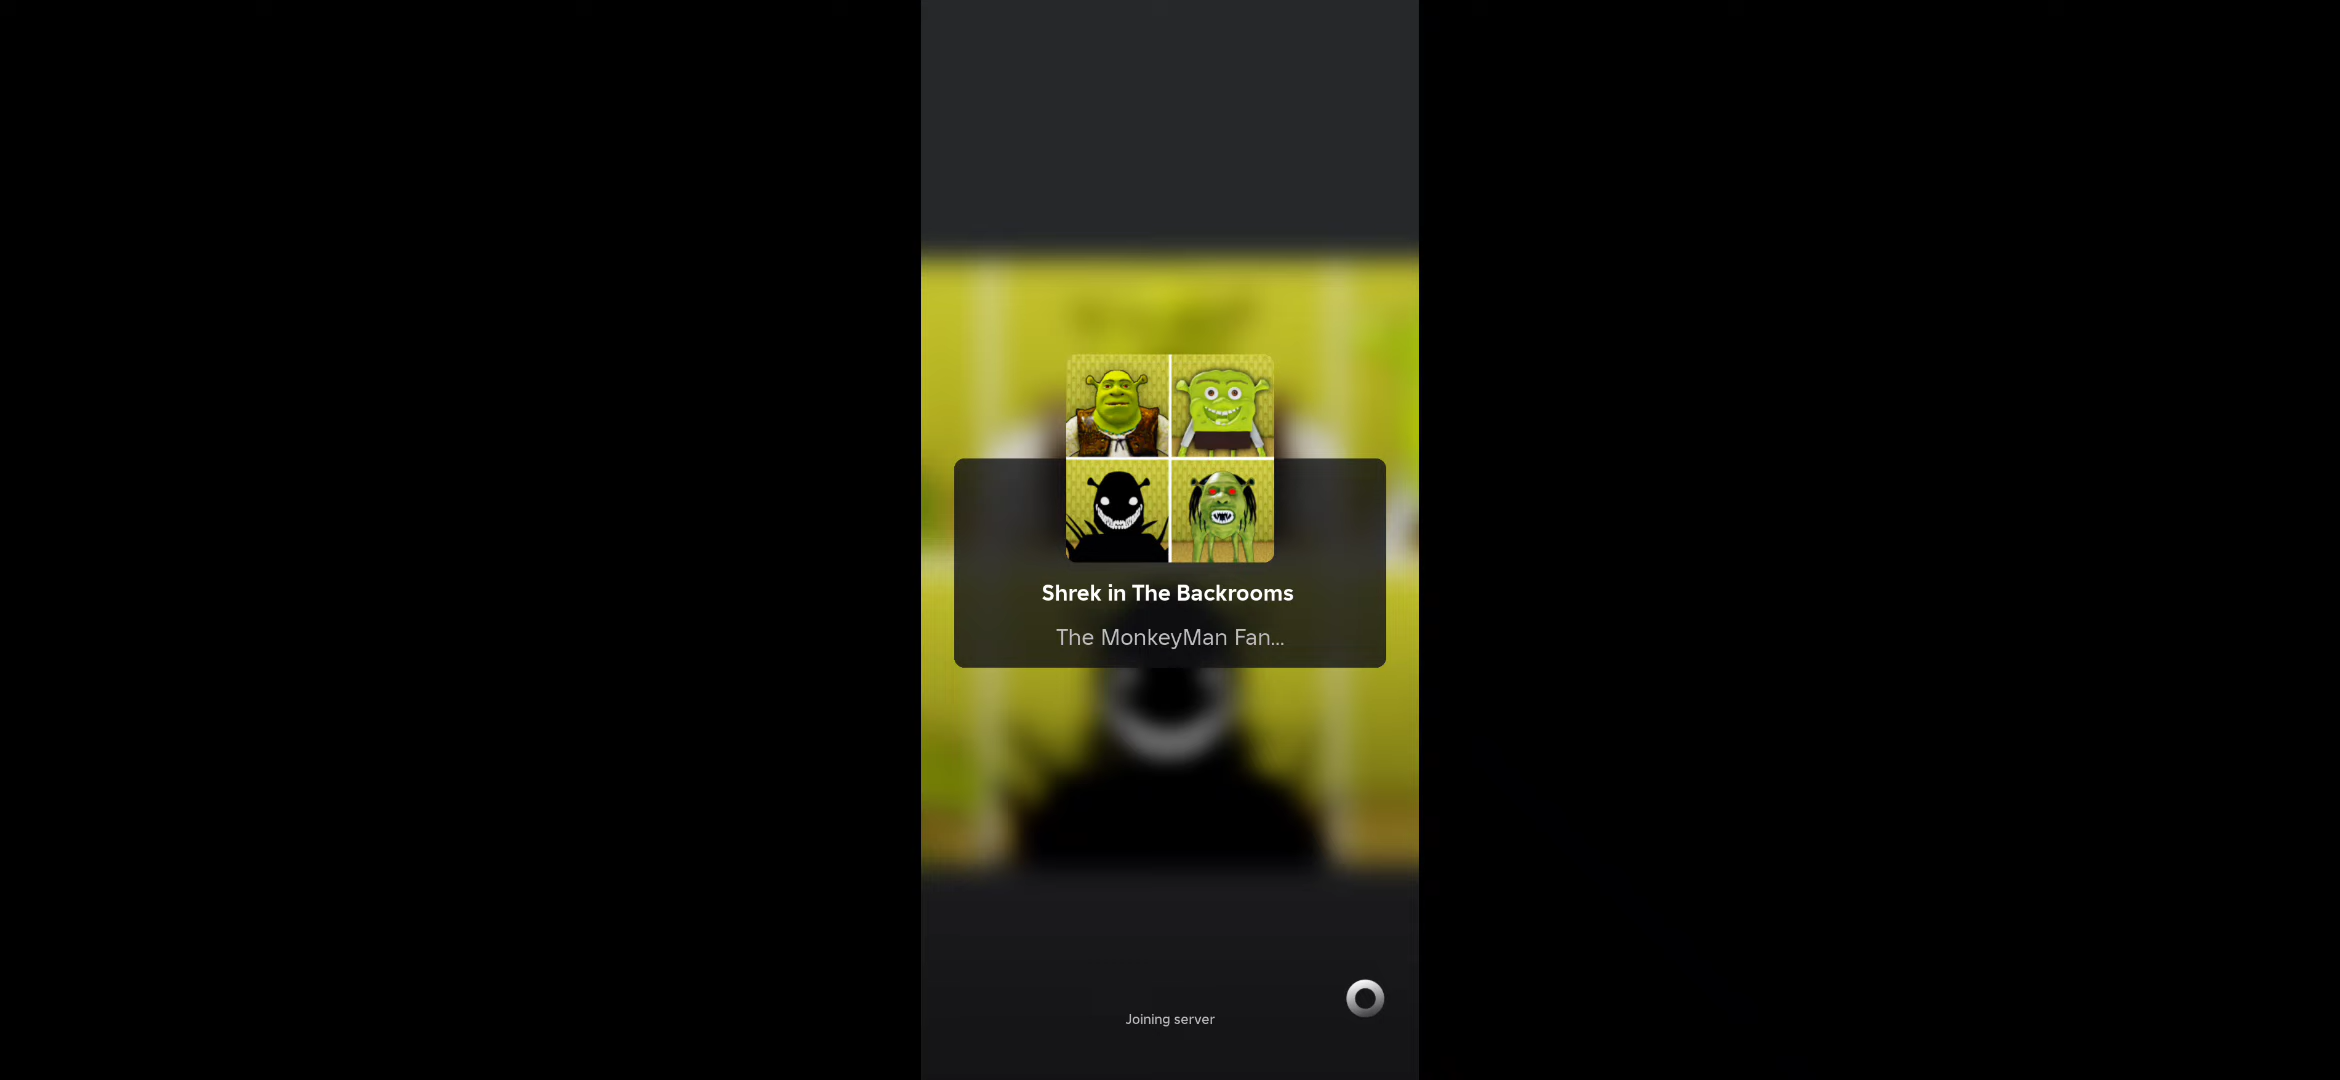 Shrek in The Backrooms
The MonkeyMan Fan...
Joining server